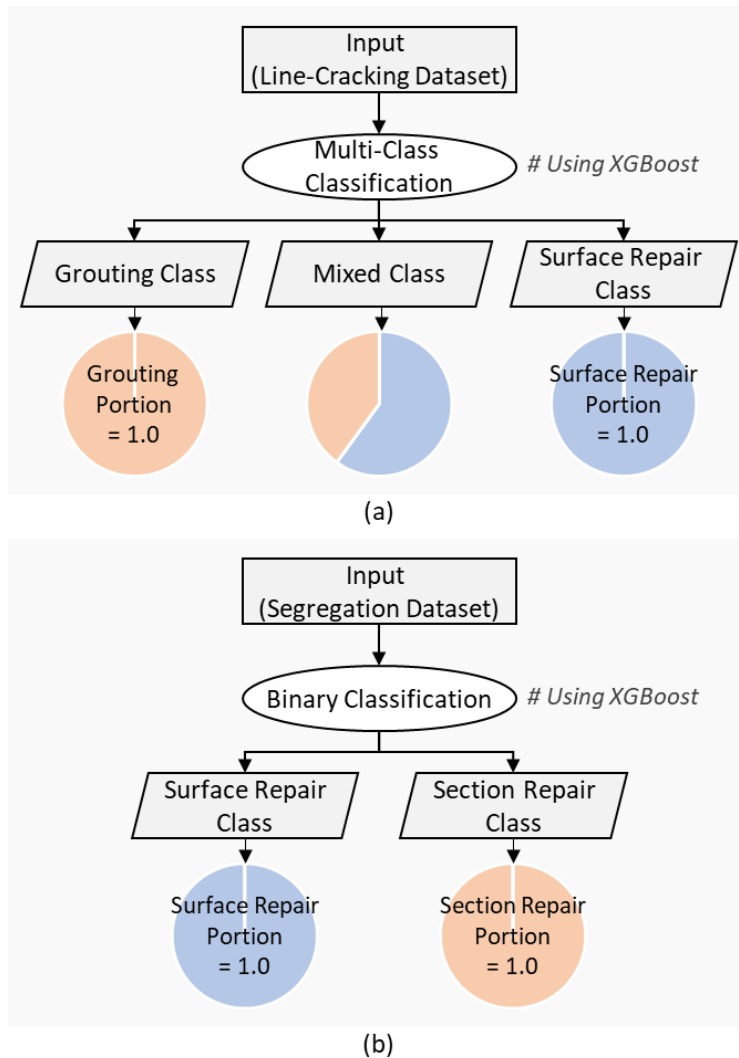 Input
(Line-Cracking Dataset)
Multi-Class
Classification
# Using XGBoost
Grouting Class
Mixed Class
Surface Repair
Class
Grouting
Portion
= 1.0
Surface Repair
Portion
= 1.0
(a)
Input
(Segregation Dataset)
Binary Classification
# Using XGBoost
Surface Repair
Class
Section Repair
Class
Surface Repair
Portion
= 1.0
Section Repair
Portion
= 1.0
(b)